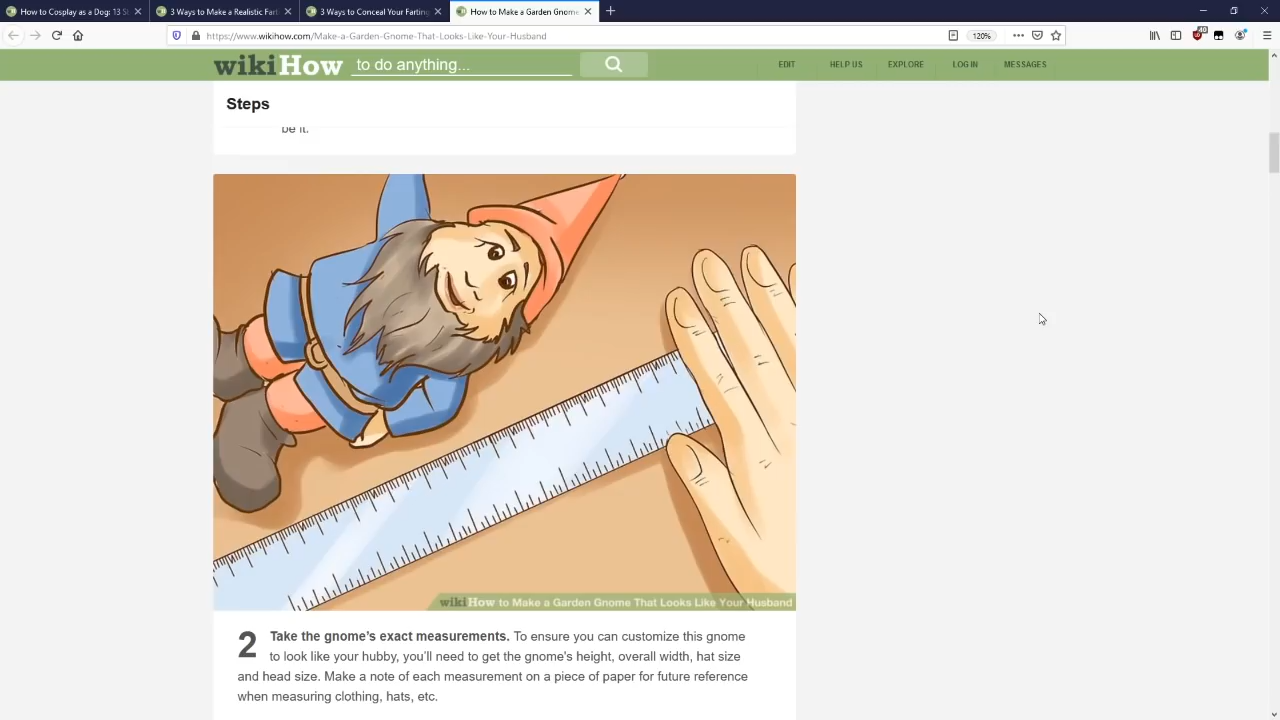 How to Cosplay as a Dog: 13 S
3 Ways to Make a Realistic Fart
3 Ways to Conceal Your Farting
How to Make a Garden Gnome
https://www.wikihow.com/Make-a-Garden-Gnome-That-Looks-Like-Your-Husband
120%
wikiHow to do anything...
EDIT
HELP US
EXPLORE
LOG IN
MESSAGES
Steps
be it.
wikiHow to Make a Garden Gnome That Looks Like Your Husband
2 Take the gnome's exact measurements. To ensure you can customize this gnome
to look like your hubby, you'll need to get the gnome's height, overall width, hat size
and head size. Make a note of each measurement on a piece of paper for future reference
when measuring clothing, hats, etc.